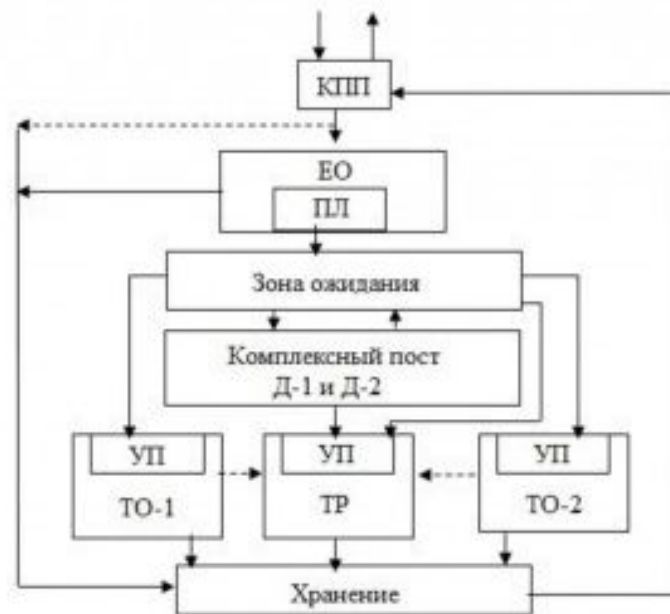 КПП
ЕО
ПЛ
Зона ожидания
Комплексный пост
Д-1 и Д-2
УП
УП
УП
ТО-1
ТР
ТО-2
Хранение